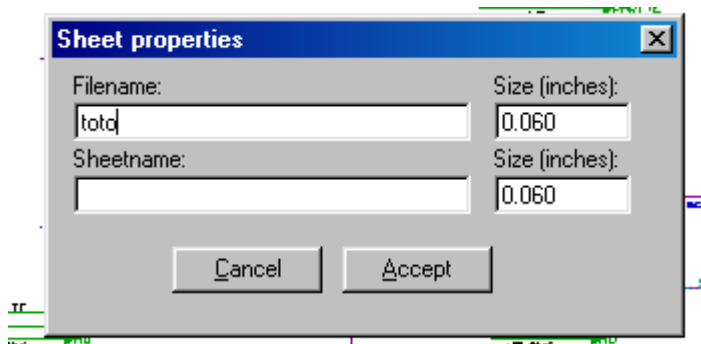 Sheet properties
Filename: Size (inches):
toto 0.060
Sheetname: Size (inches):
0.060
Cancel Accept